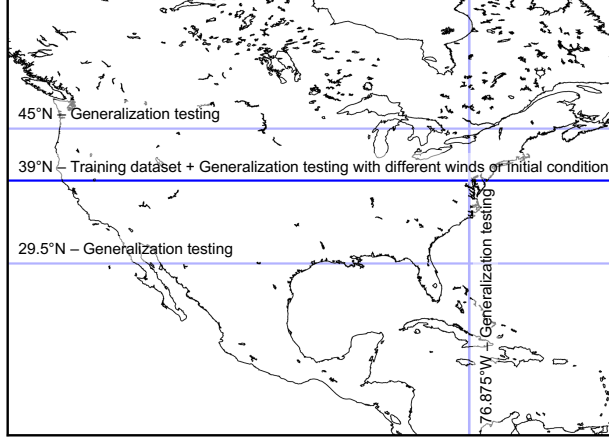 45°N – Generalization testing
39°N – Training dataset + Generalization testing with different winds or initial condition
29.5°N – Generalization testing
76.875°W – Generalization testing